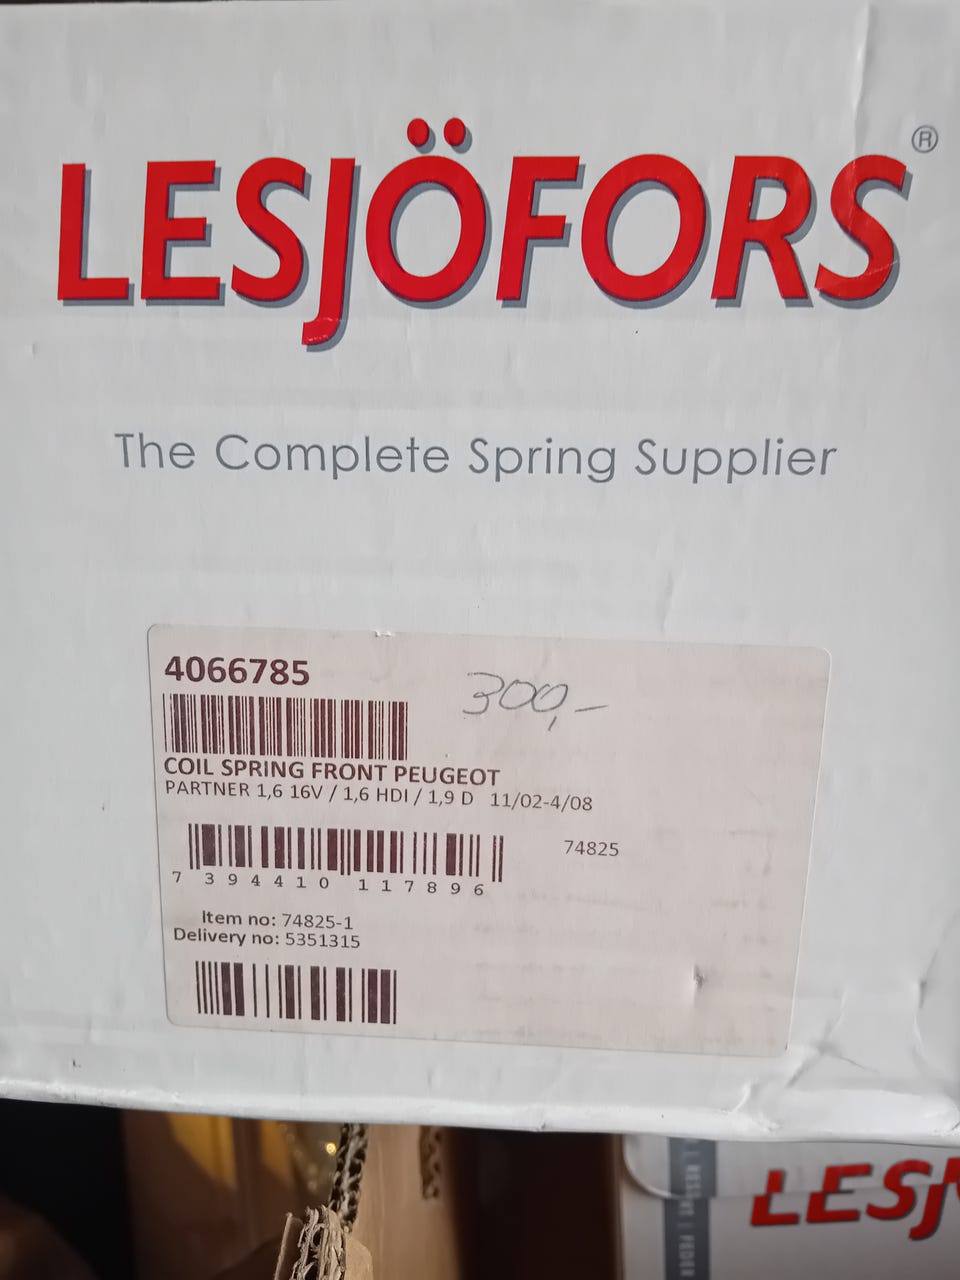 LESJÖFORS®
The Complete Spring Supplier
4066785
300,-
COIL SPRING FRONT PEUGEOT
PARTNER 1,6 16V / 1,6 HDI / 1,9 D 11/02-4/08
74825
7 394410 117896
Item no: 74825-1
Delivery no: 5351315
LESJ
FEDER